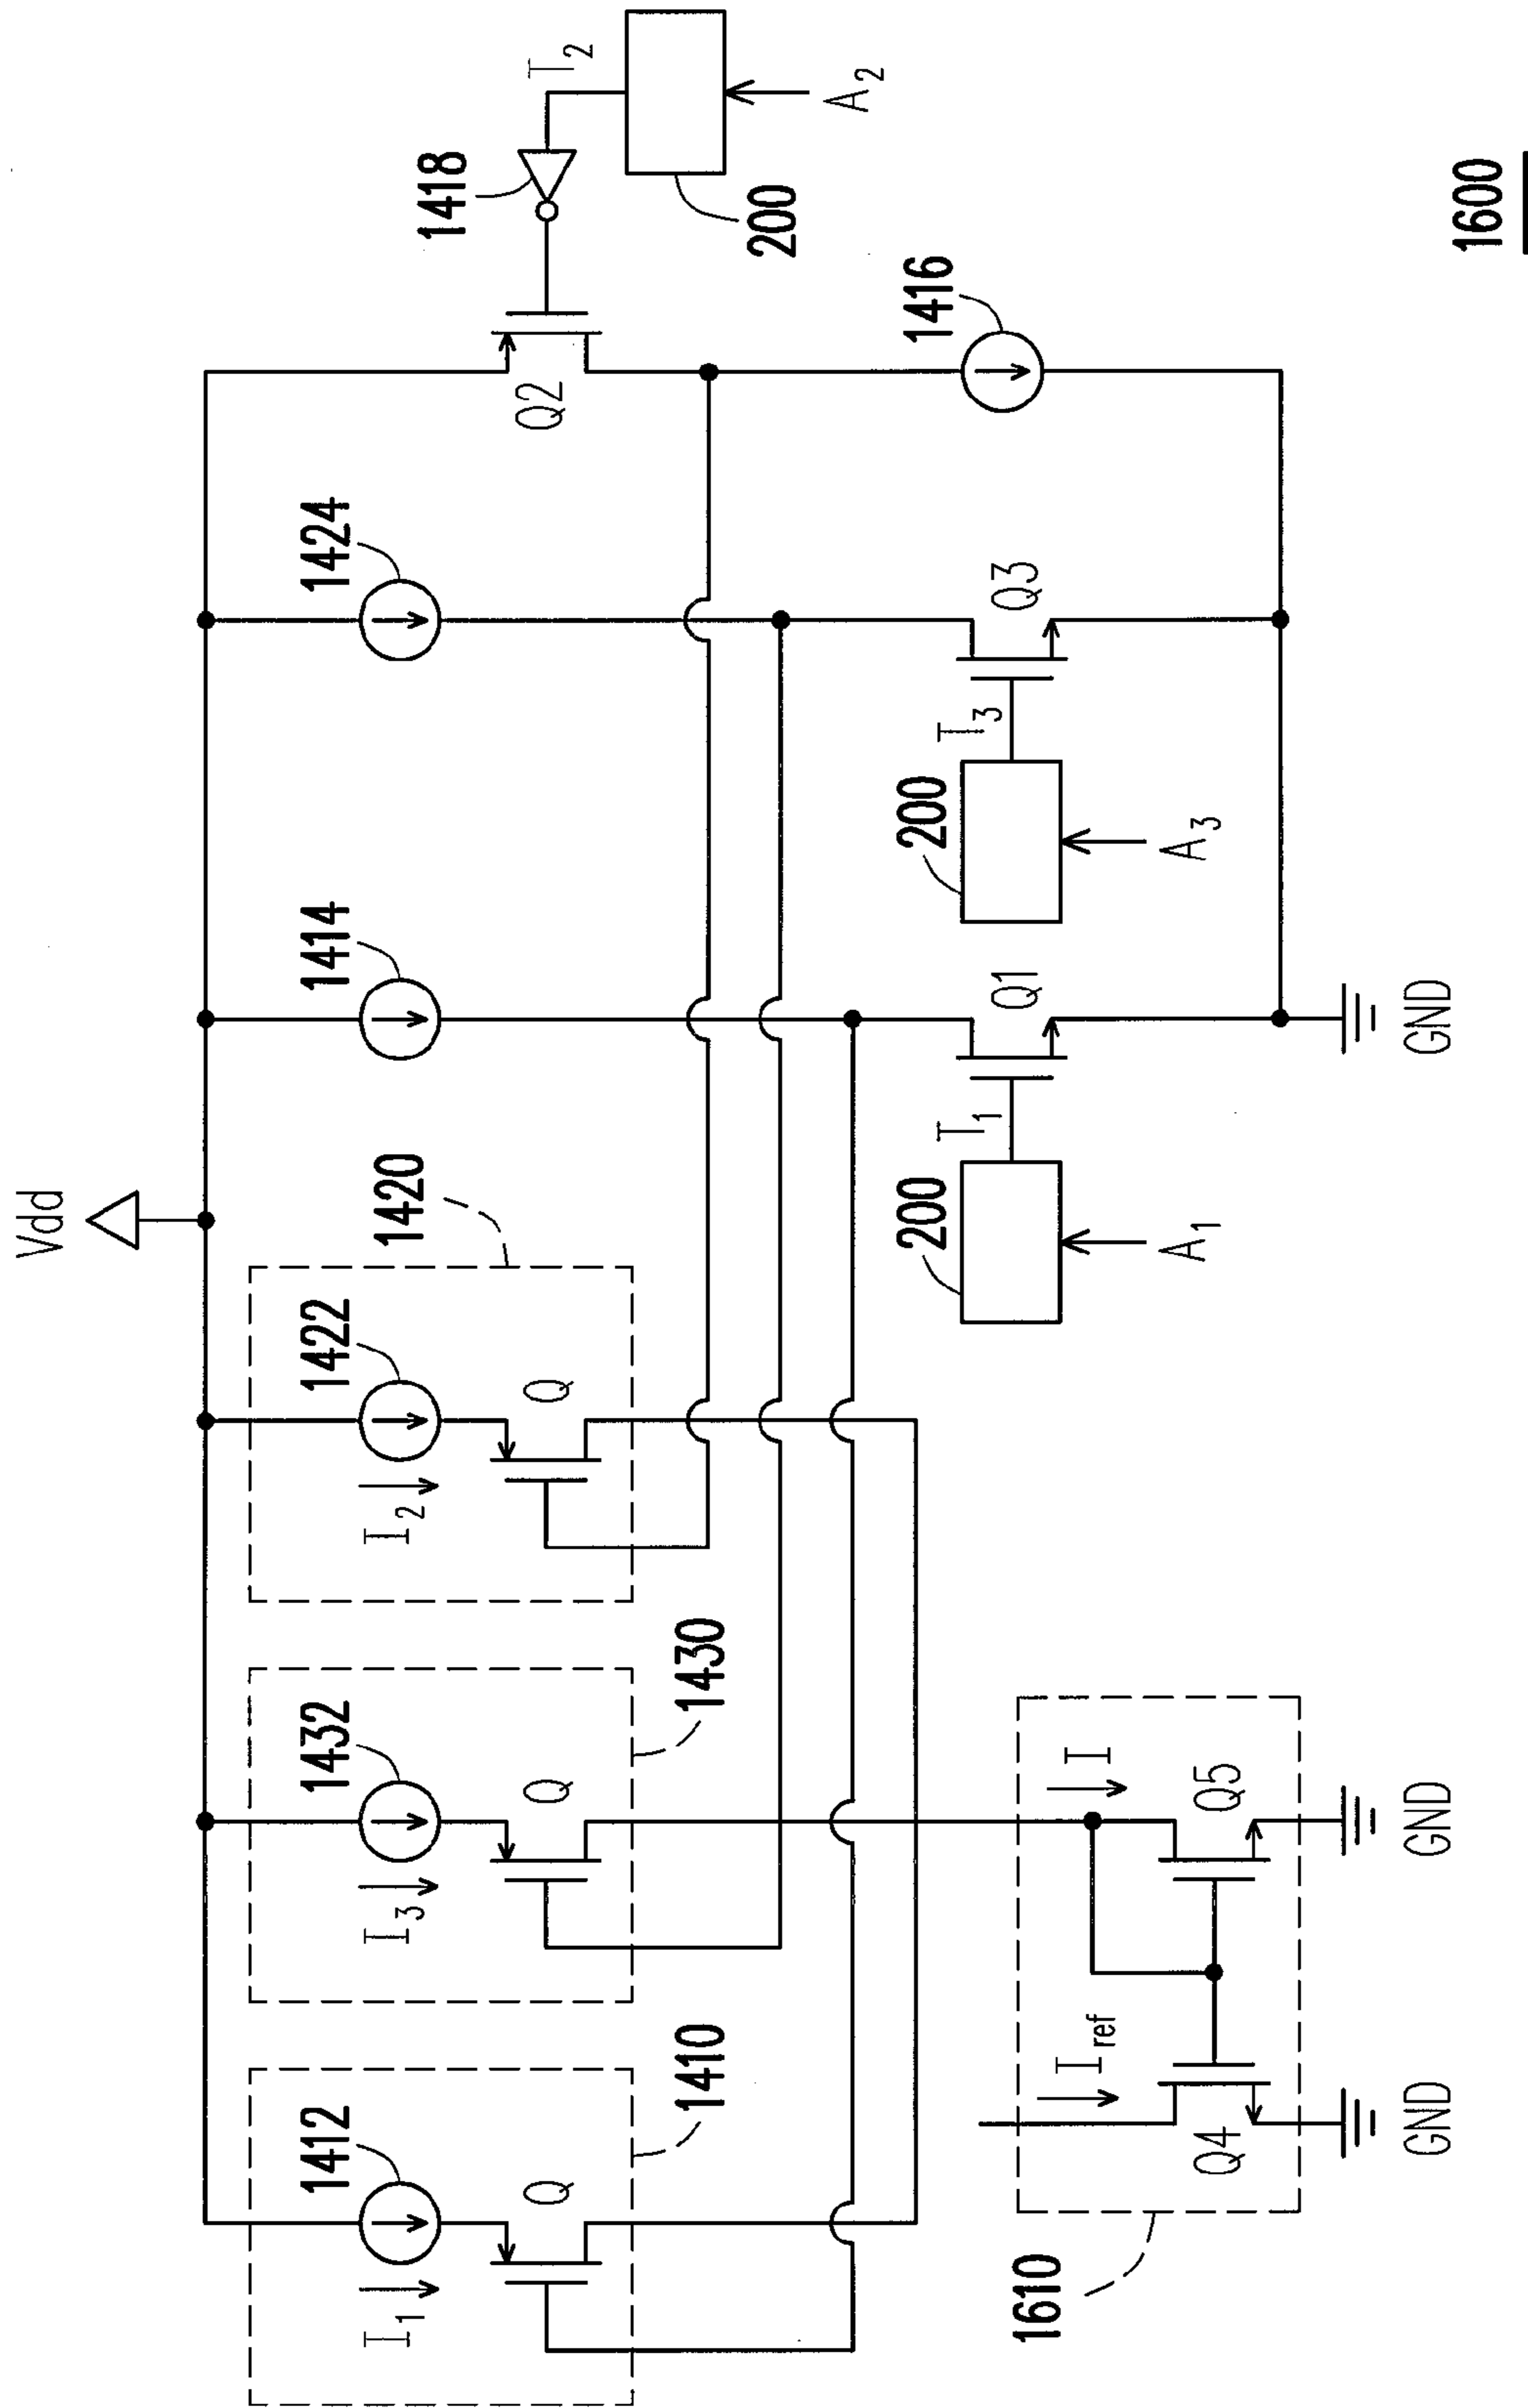 Vdd
1412
1432
1422
1414
1424
1418
I1
I3
I2
T2
Q
Q
Q
Q2
1420
1410
1430
200
A2
200
200
1416
T1
Q1
T3
Q3
A1
A3
1610
Iref
I
Q4
Q5
GND
GND
GND
1600